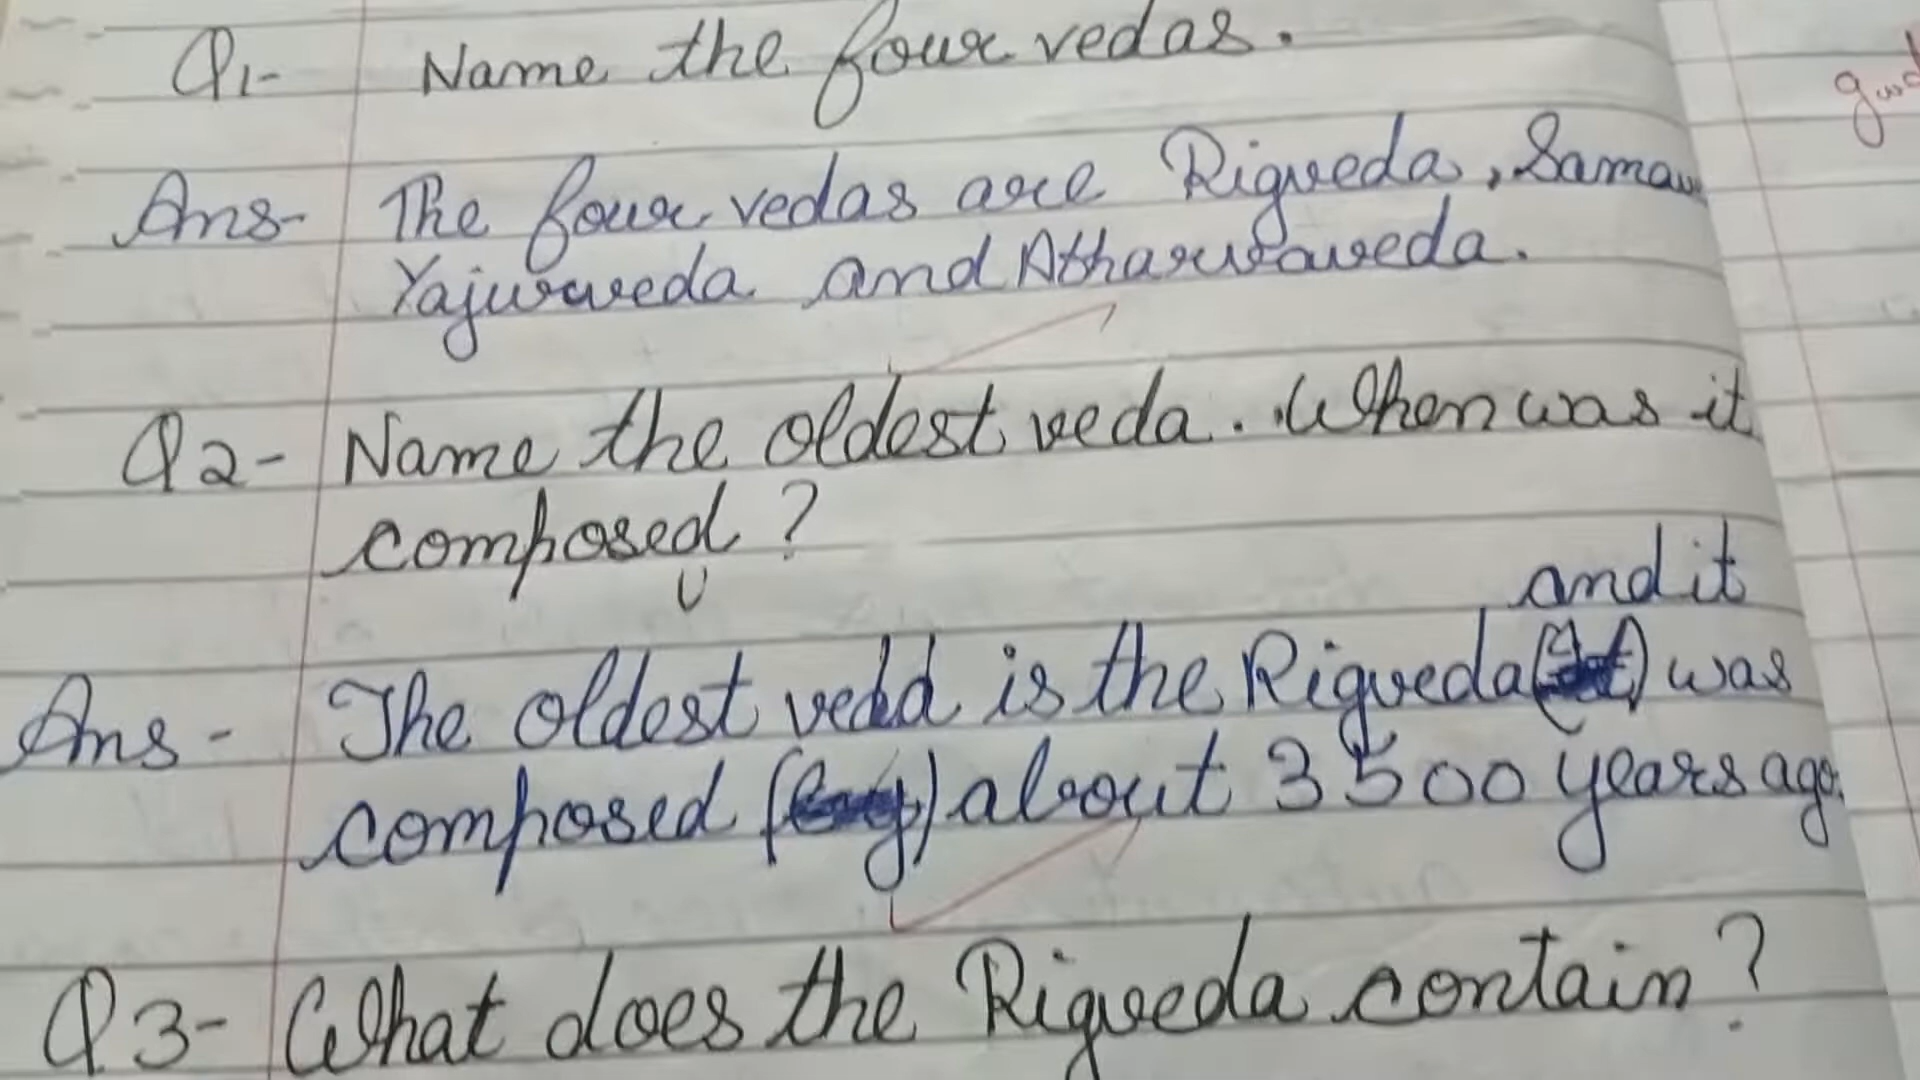 Q1- Name the four vedas.
Ans- The four vedas are Rigveda, Samav
Yajurveda and Atharvaveda.
Q2- Name the oldest veda. When was it
composed?
and it
Ans- The oldest veda is the Rigveda was
composed about 3500 years ago.
Q3- What does the Rigveda contain?